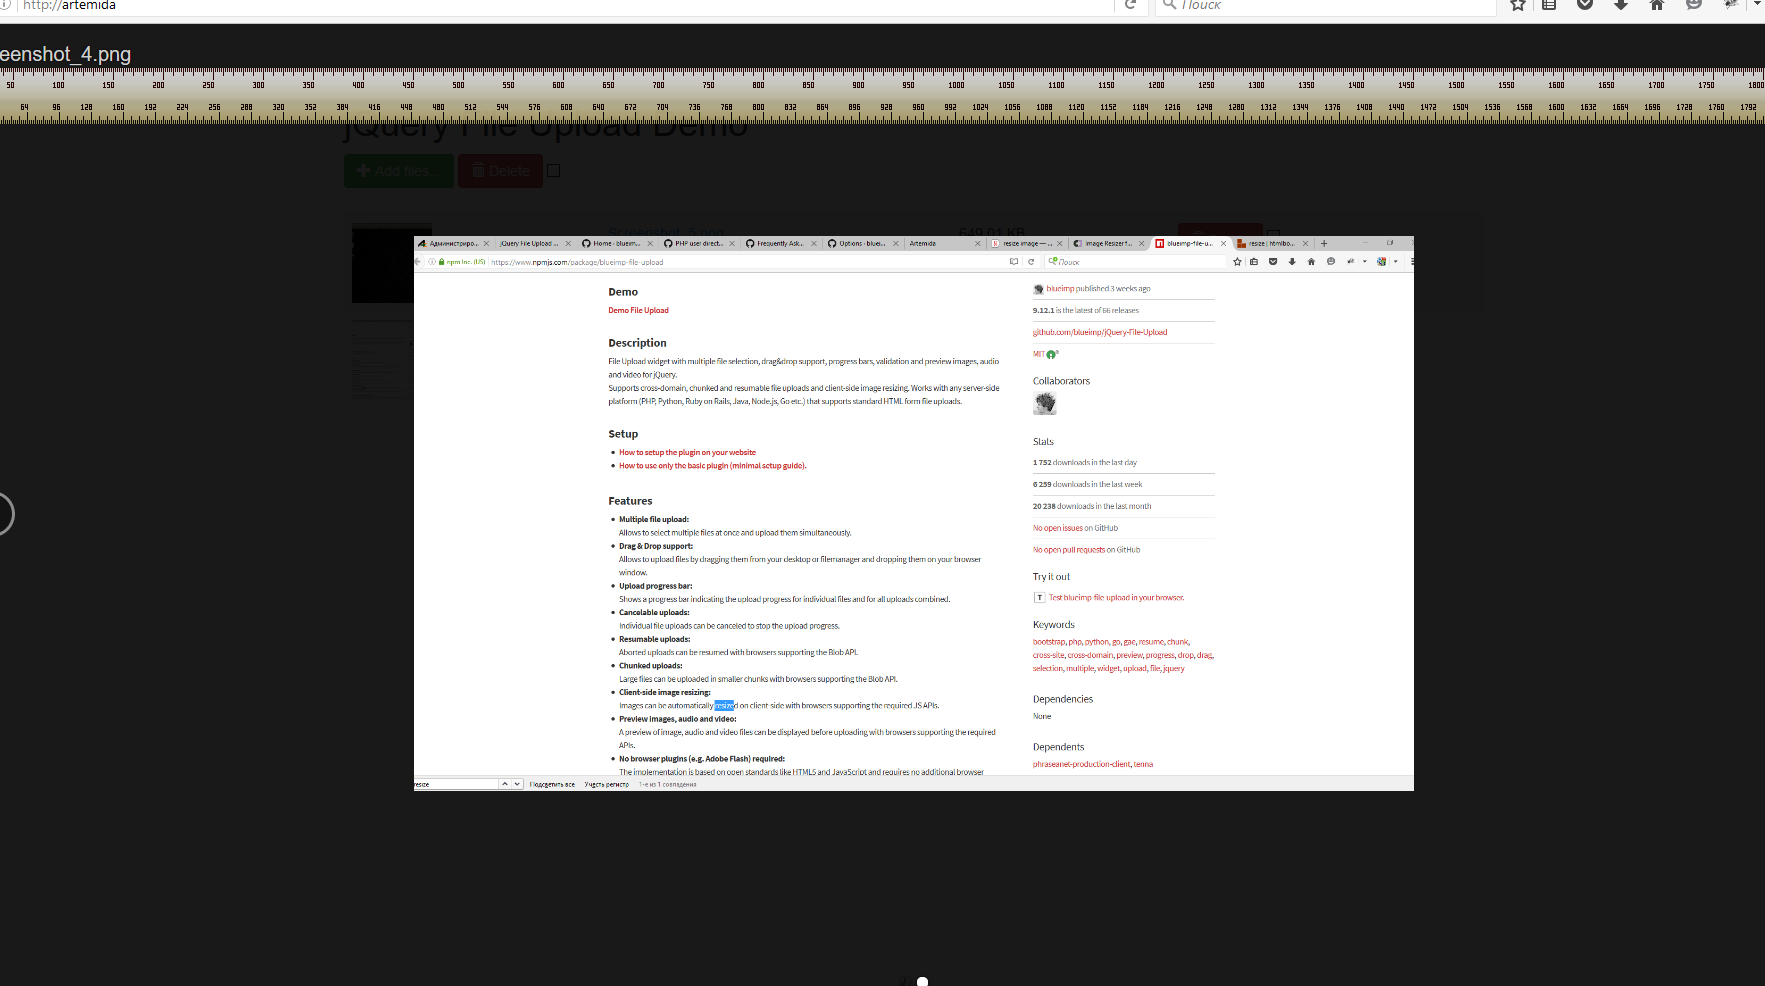 http://artemida
Поиск
eenshot_4.png
50 100 150 200 250 300 350 400 450 500 550 600 650 700 750 800 850 900 950 1000 1050 1100 1150 1200 1250 1300 1350 1400 1450 1500 1550 1600 1650 1700 1750 1800
64 96 128 160 192 224 256 288 320 352 384 416 448 480 512 544 576 608 640 672 704 736 768 832 864 896 928 960 992 1024 1056 1088 1120 1152 1184 1216 1248 1280 1312 1344 1376 1408 1440 1472 1504 1536 1568 1600 1632 1664 1696 1728 1760 1792
jQuery File Upload Demo
Add files...
Delete
Screenshot_5.png
649.01 KB
Администриро...
jQuery File Upload ...
Home · blueim...
PHP user direct...
Frequently Ask...
Options · bluei...
Artemida
resize image — ...
Image Resizer f...
blueimp-file-u...
resize | htmlbo...
npm Inc. (US)
https://www.npmjs.com/package/blueimp-file-upload
Поиск
Demo
Demo File Upload
Description
File Upload widget with multiple file selection, drag&drop support, progress bars, validation and preview images, audio
and video for jQuery.
Supports cross-domain, chunked and resumable file uploads and client-side image resizing. Works with any server-side
platform (PHP, Python, Ruby on Rails, Java, Node.js, Go etc.) that supports standard HTML form file uploads.
Setup
How to setup the plugin on your website
How to use only the basic plugin (minimal setup guide).
Features
Multiple file upload:
Allows to select multiple files at once and upload them simultaneously.
Drag & Drop support:
Allows to upload files by dragging them from your desktop or filemanager and dropping them on your browser
window.
Upload progress bar:
Shows a progress bar indicating the upload progress for individual files and for all uploads combined.
Cancelable uploads:
Individual file uploads can be canceled to stop the upload progress.
Resumable uploads:
Aborted uploads can be resumed with browsers supporting the Blob API.
Chunked uploads:
Large files can be uploaded in smaller chunks with browsers supporting the Blob API.
Client-side image resizing:
Images can be automatically resized on client-side with browsers supporting the required JS APIs.
Preview images, audio and video:
A preview of image, audio and video files can be displayed before uploading with browsers supporting the required
APIs.
No browser plugins (e.g. Adobe Flash) required:
The implementation is based on open standards like HTML5 and JavaScript and requires no additional browser
blueimp published 3 weeks ago
9.12.1 is the latest of 66 releases
github.com/blueimp/jQuery-File-Upload
MIT
Collaborators
Stats
1 752 downloads in the last day
6 259 downloads in the last week
20 238 downloads in the last month
No open issues on GitHub
No open pull requests on GitHub
Try it out
T Test blueimp-file-upload in your browser.
Keywords
bootstrap, php, python, go, gae, resume, chunk,
cross-site, cross-domain, preview, progress, drop, drag,
selection, multiple, widget, upload, file, jquery
Dependencies
None
Dependents
phraseanet-production-client, tenna
resize
Подсветить все
Учесть регистр
1-е из 1 совпадения